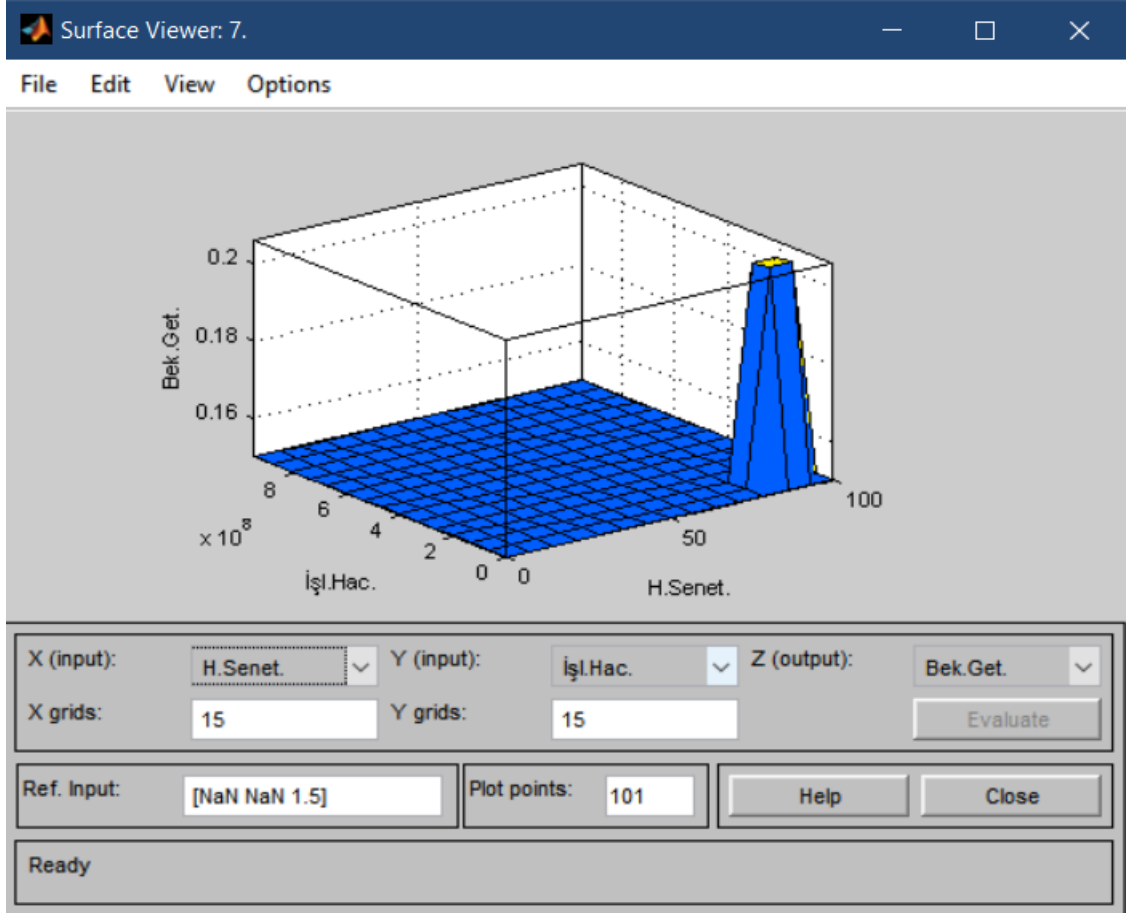 Surface Viewer: 7.
File Edit View Options
0.2
0.18
0.16
Bek.Get.
8
6
4
2
0
x 10^8
İşl.Hac.
0
50
100
H.Senet.
X (input): H.Senet. Y (input): İşl.Hac. Z (output): Bek.Get.
X grids: 15 Y grids: 15 Evaluate
Ref. Input: [NaN NaN 1.5] Plot points: 101 Help Close
Ready